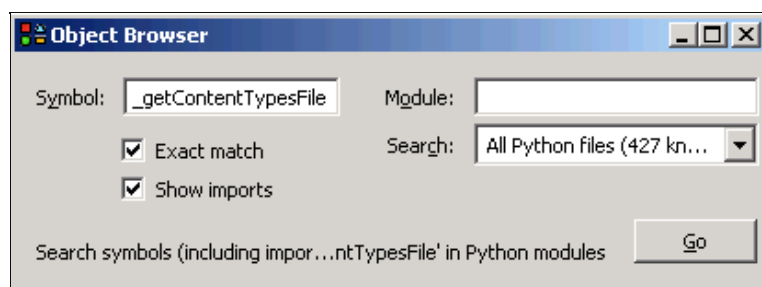 Object Browser
Symbol: _getContentTypesFile Module:
Exact match Search: All Python files (427 kn...
Show imports
Search symbols (including impor...ntTypesFile' in Python modules Go